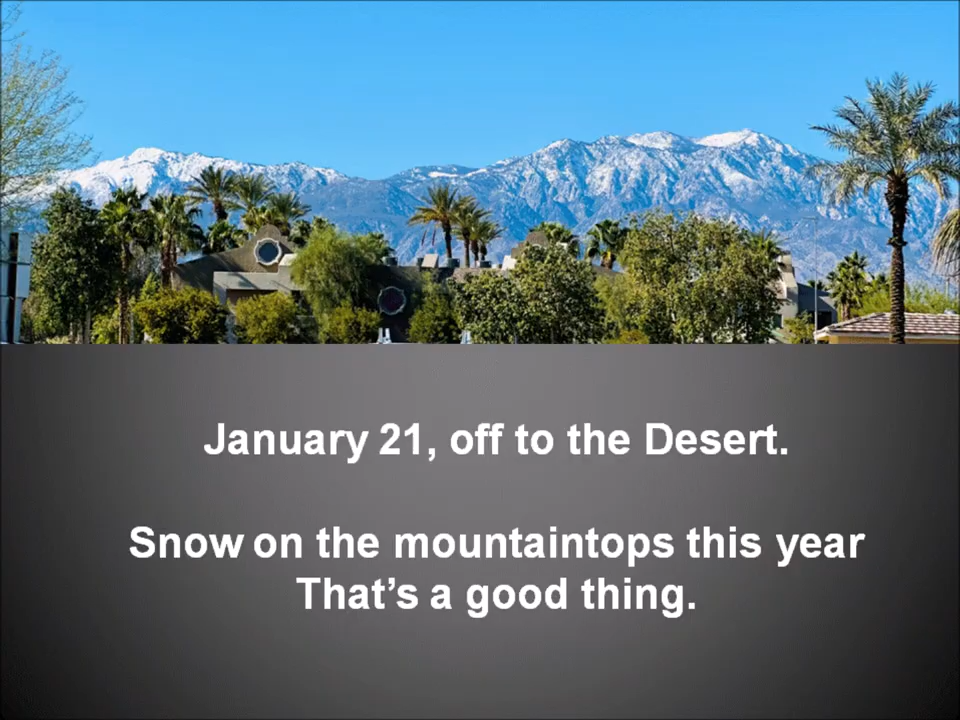 January 21, off to the Desert.
Snow on the mountaintops this year
That’s a good thing.